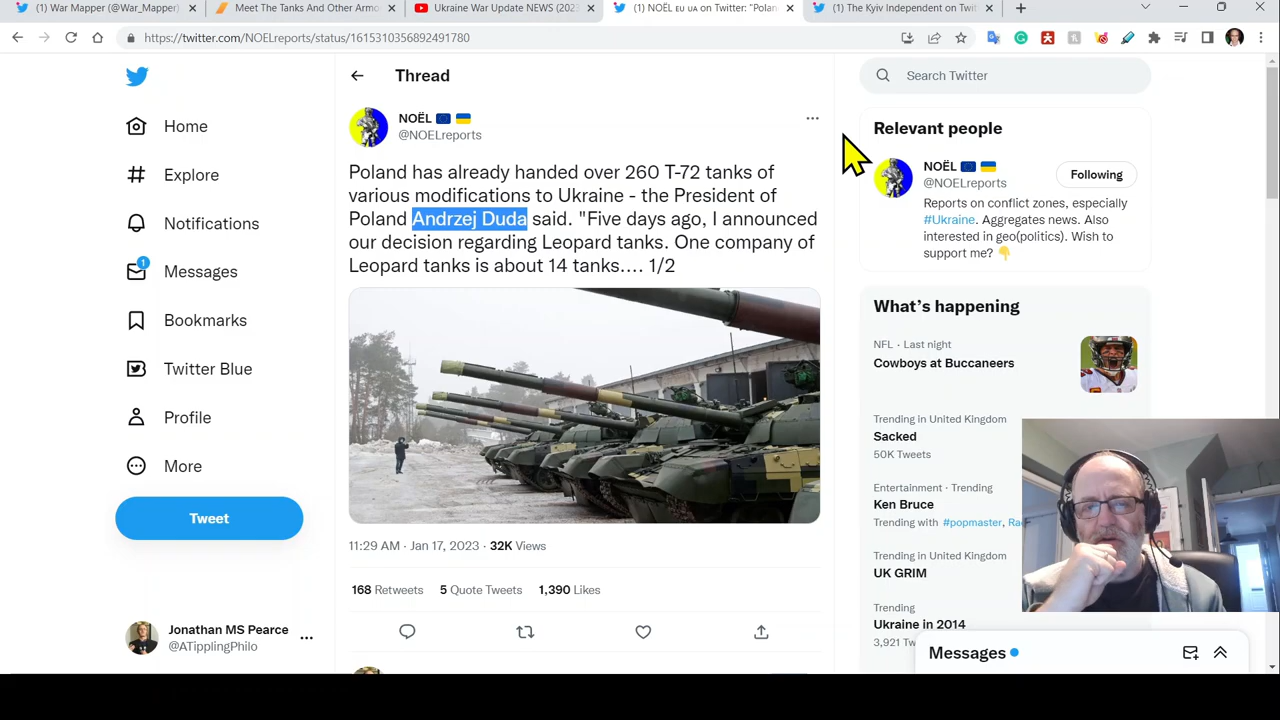 (1) War Mapper (@War_Mapper)
Meet The Tanks And Other Armo
Ukraine War Update NEWS (202
(1) NOËL EU UA on Twitter: "Polan
(1) The Kyiv Independent on Twit
https://twitter.com/NOELreports/status/1615310356892491780
Home
Explore
Notifications
1
Messages
Bookmarks
Twitter Blue
Profile
More
Tweet
Jonathan MS Pearce
@ATipplingPhilo
Thread
NOËL
@NOELreports
Poland has already handed over 260 T-72 tanks of
various modifications to Ukraine - the President of
Poland Andrzej Duda said. "Five days ago, I announced
our decision regarding Leopard tanks. One company of
Leopard tanks is about 14 tanks.... 1/2
11:29 AM · Jan 17, 2023 · 32K Views
168 Retweets 5 Quote Tweets 1,390 Likes
Search Twitter
Relevant people
NOËL
@NOELreports
Following
Reports on conflict zones, especially
#Ukraine. Aggregates news. Also
interested in geo(politics). Wish to
support me?
What's happening
NFL · Last night
Cowboys at Buccaneers
Trending in United Kingdom
Sacked
50K Tweets
Entertainment · Trending
Ken Bruce
Trending with #popmaster, Ra
Trending in United Kingdom
UK GRIM
Trending
Ukraine in 2014
3,921 Tw
Messages